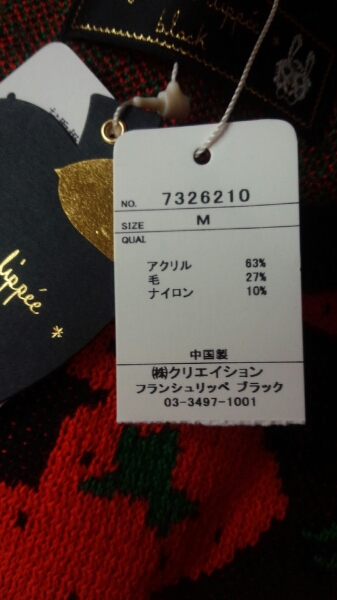 black
lippée
NO. 7326210
SIZE M
QUAL
アクリル 63%
毛 27%
ナイロン 10%
中国製
㈱クリエイション
フランシュリッペ ブラック
03-3497-1001